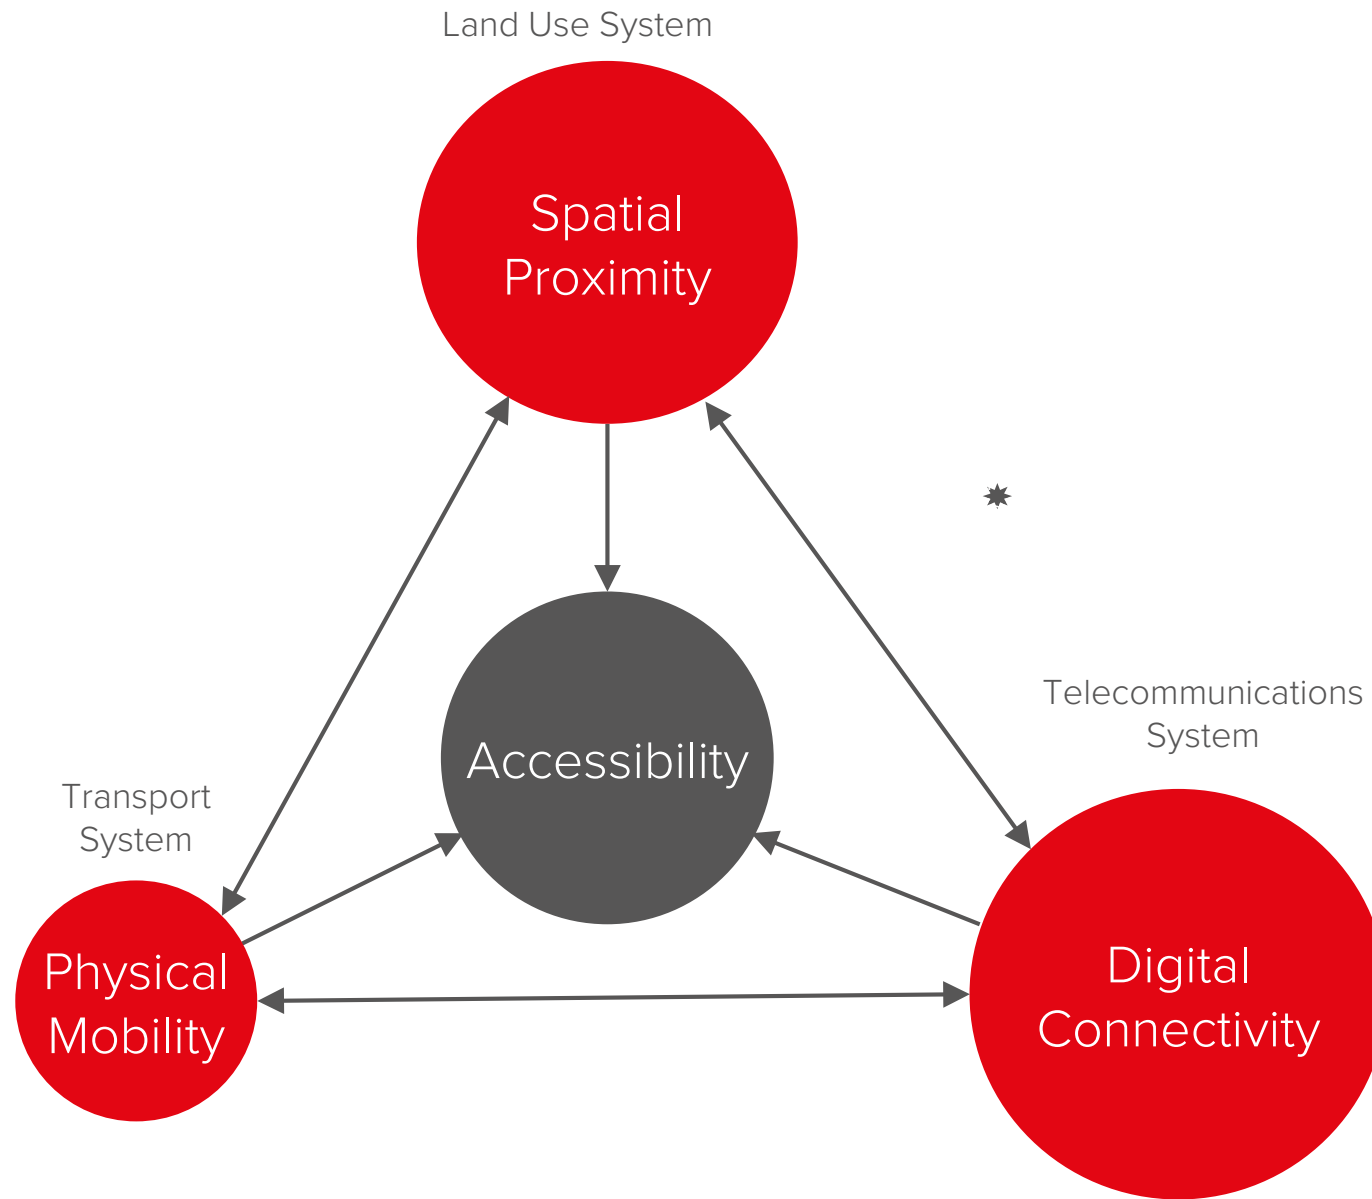 Land Use System
Spatial
Proximity
Telecommunications
System
Accessibility
Transport
System
Physical
Mobility
Digital
Connectivity